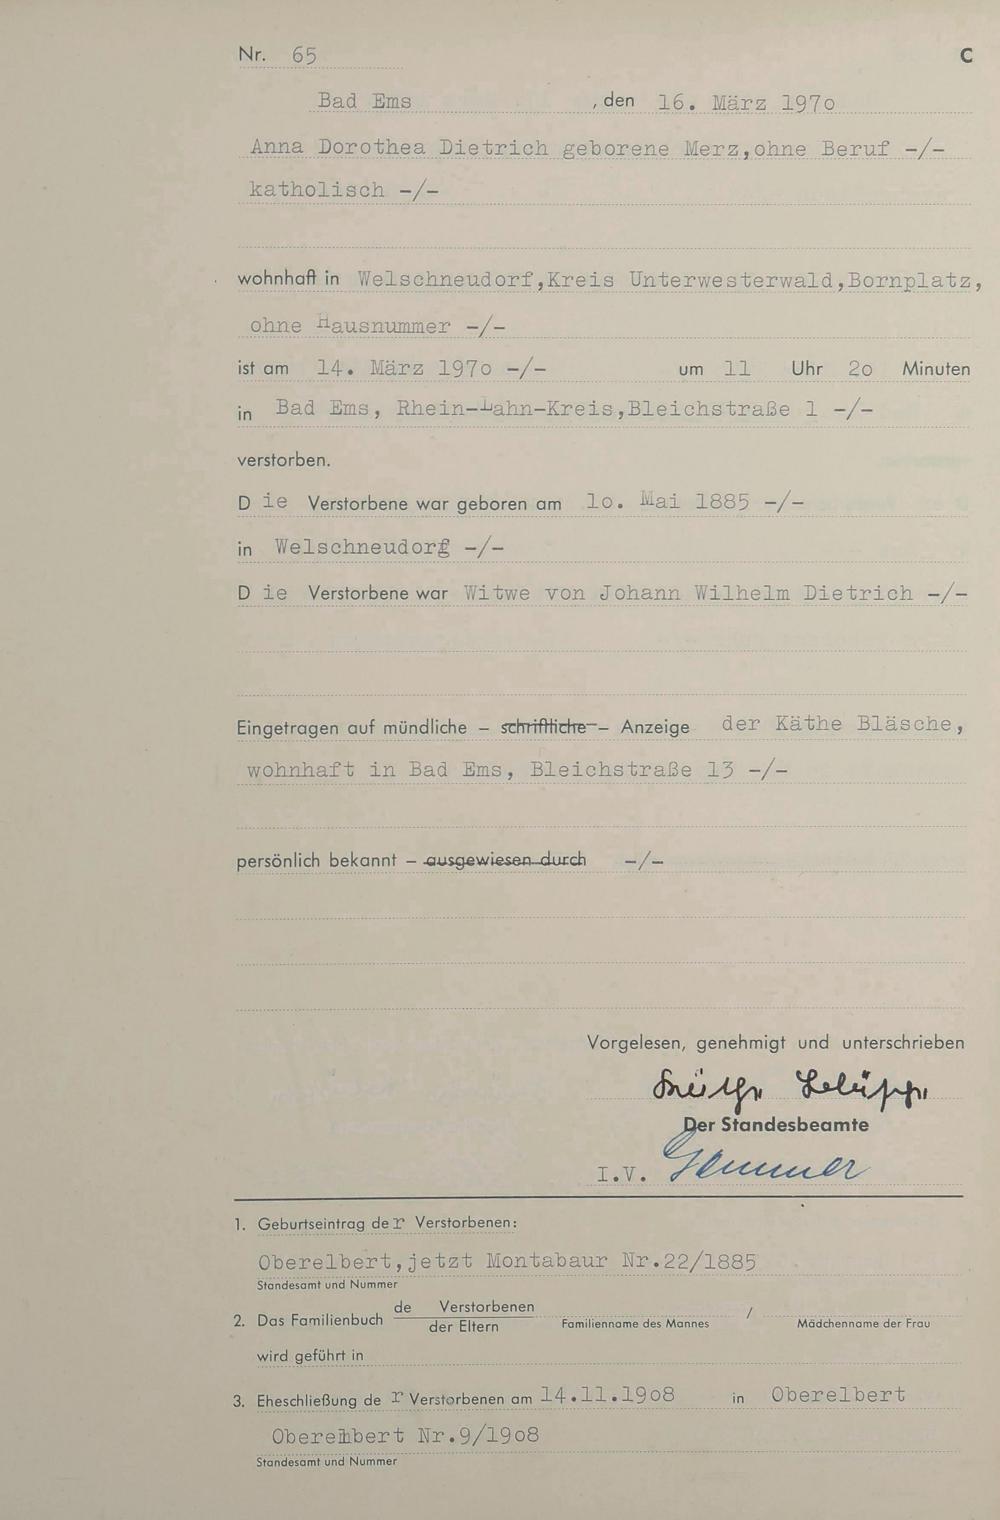 Nr. 65
C
Bad Ems , den 16. März 197o
Anna Dorothea Dietrich geborene Merz,ohne Beruf -/-
katholisch -/-
wohnhaft in Welschneudorf,Kreis Unterwesterwald,Bornplatz,
ohne Hausnummer -/-
ist am 14. März 197o -/- um 11 Uhr 2o Minuten
in Bad Ems, Rhein-Lahn-Kreis,Bleichstraße 1 -/-
verstorben.
D ie Verstorbene war geboren am 1o. Mai 1885 -/-
in Welschneudorf -/-
D ie Verstorbene war Witwe von Johann Wilhelm Dietrich -/-
Eingetragen auf mündliche – schriftliche – Anzeige der Käthe Bläsche,
wohnhaft in Bad Ems, Bleichstraße 13 -/-
persönlich bekannt – ausgewiesen durch -/-
Vorgelesen, genehmigt und unterschrieben
Käthe
Der Standesbeamte
I.V. Gemmer
1. Geburtseintrag de r Verstorbenen:
Oberelbert,jetzt Montabaur Nr.22/1885
Standesamt und Nummer
2. Das Familienbuch de Verstorbenen /
der Eltern Familienname des Mannes Mädchenname der Frau
wird geführt in
3. Eheschließung de r Verstorbenen am 14.11.19o8 in Oberelbert
Oberelbert Nr.9/19o8
Standesamt und Nummer